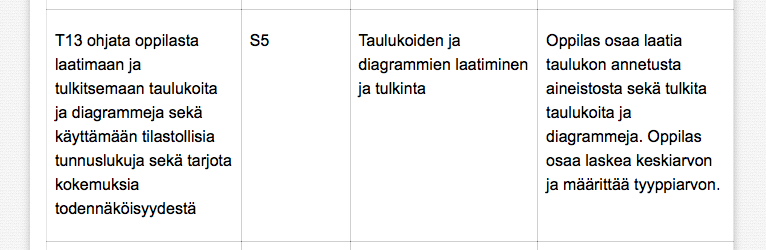 T13 ohjata oppilasta
laatimaan ja
tulkitsemaan taulukoita
ja diagrammeja sekä
käyttämään tilastollisia
tunnuslukuja sekä tarjota
kokemuksia
todennäköisyydestä
S5
Taulukoiden ja
diagrammien laatiminen
ja tulkinta
Oppilas osaa laatia
taulukon annetusta
aineistosta sekä tulkita
taulukoita ja
diagrammeja. Oppilas
osaa laskea keskiarvon
ja määrittää tyyppiarvon.